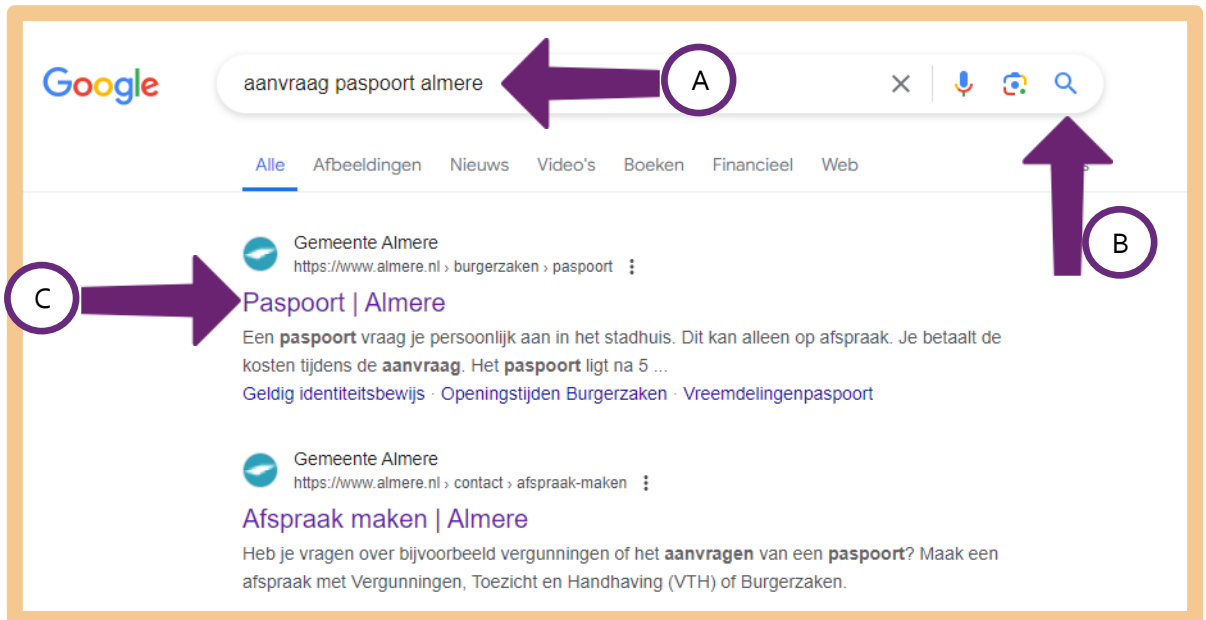 Google
aanvraag paspoort almere
A
Alle Afbeeldingen Nieuws Video's Boeken Financieel Web
B
Gemeente Almere
https://www.almere.nl › burgerzaken › paspoort
C
Paspoort | Almere
Een paspoort vraag je persoonlijk aan in het stadhuis. Dit kan alleen op afspraak. Je betaalt de
kosten tijdens de aanvraag. Het paspoort ligt na 5 ...
Geldig identiteitsbewijs · Openingstijden Burgerzaken · Vreemdelingenpaspoort
Gemeente Almere
https://www.almere.nl › contact › afspraak-maken
Afspraak maken | Almere
Heb je vragen over bijvoorbeeld vergunningen of het aanvragen van een paspoort? Maak een
afspraak met Vergunningen, Toezicht en Handhaving (VTH) of Burgerzaken.